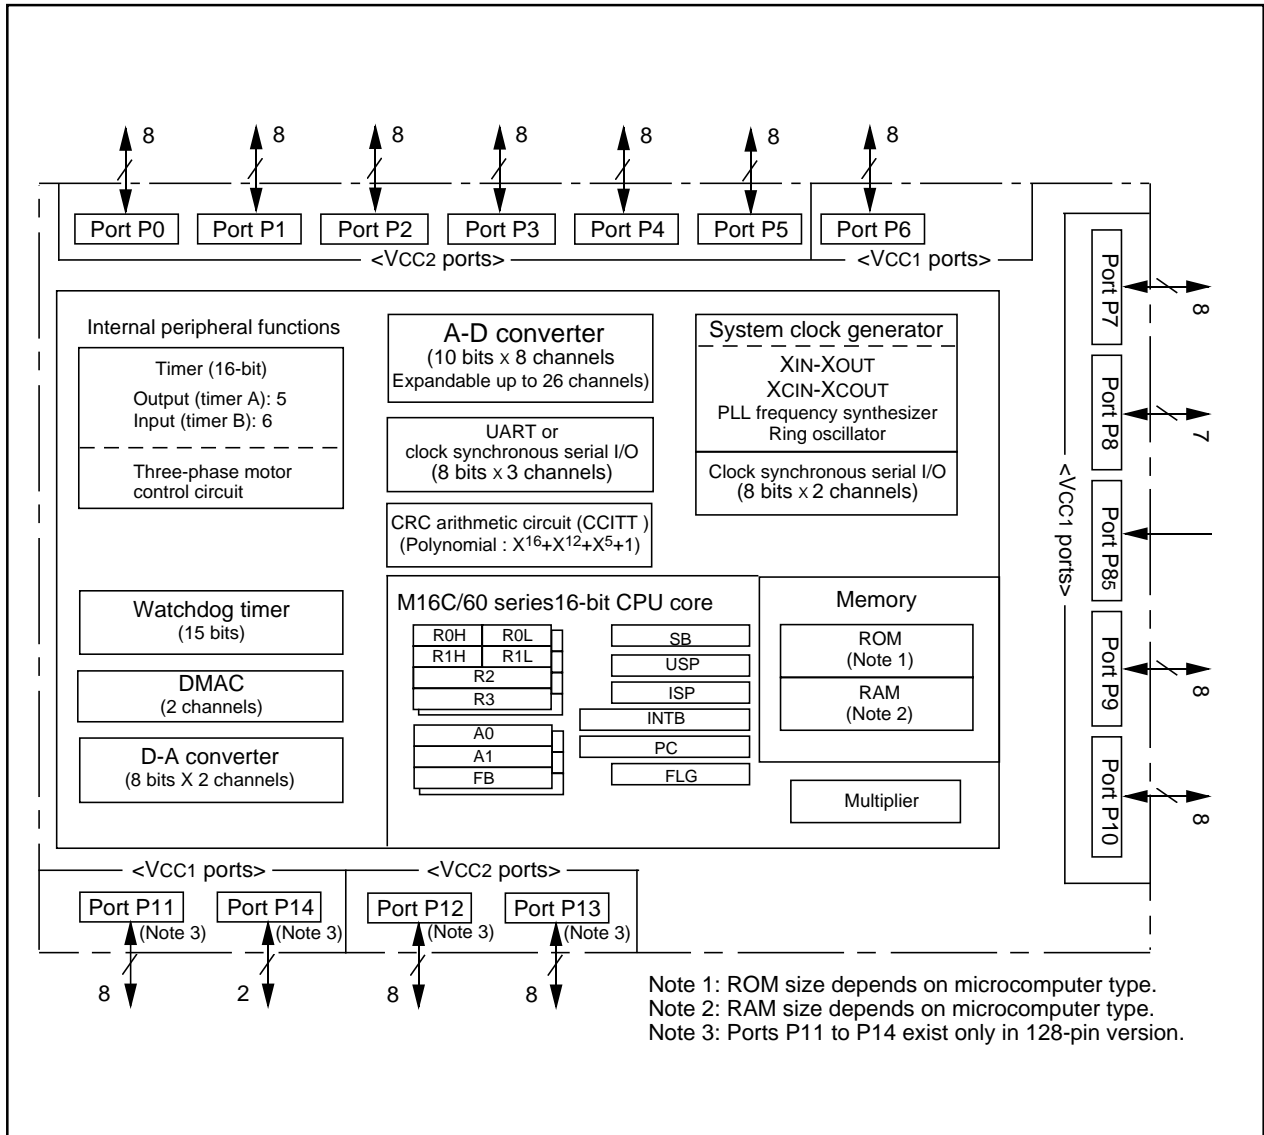 8 8 8 8 8 8 8
Port P0 Port P1 Port P2 Port P3 Port P4 Port P5 Port P6
<VCC2 ports> <VCC1 ports>
Internal peripheral functions
Timer (16-bit)
Output (timer A): 5
Input (timer B): 6
Three-phase motor
control circuit
A-D converter
(10 bits X 8 channels
Expandable up to 26 channels)
UART or
clock synchronous serial I/O
(8 bits X 3 channels)
CRC arithmetic circuit (CCITT )
(Polynomial : X¹⁶+X¹²+X⁵+1)
System clock generator
XIN-XOUT
XCIN-XCOUT
PLL frequency synthesizer
Ring oscillator
Clock synchronous serial I/O
(8 bits X 2 channels)
Watchdog timer
(15 bits)
DMAC
(2 channels)
D-A converter
(8 bits X 2 channels)
M16C/60 series16-bit CPU core
R0H R0L
R1H R1L
R2
R3
A0
A1
FB
SB
USP
ISP
INTB
PC
FLG
Memory
ROM
(Note 1)
RAM
(Note 2)
Multiplier
<VCC1 ports>
Port P7
8
Port P8
7
Port P85
Port P9
8
Port P10
8
<VCC1 ports> <VCC2 ports>
Port P11 Port P14 Port P12 Port P13
(Note 3) (Note 3) (Note 3) (Note 3)
8 2 8 8
Note 1: ROM size depends on microcomputer type.
Note 2: RAM size depends on microcomputer type.
Note 3: Ports P11 to P14 exist only in 128-pin version.